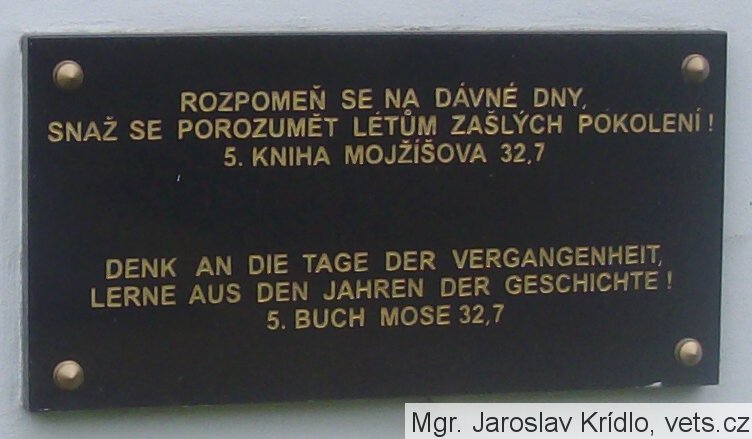 ROZPOMEŇ SE NA DÁVNÉ DNY,
SNAŽ SE POROZUMĚT LÉTŮM ZAŠLÝCH POKOLENÍ !
5. KNIHA MOJŽÍŠOVA 32,7
DENK AN DIE TAGE DER VERGANGENHEIT,
LERNE AUS DEN JAHREN DER GESCHICHTE !
5. BUCH MOSE 32,7
Mgr. Jaroslav Krídlo, vets.cz